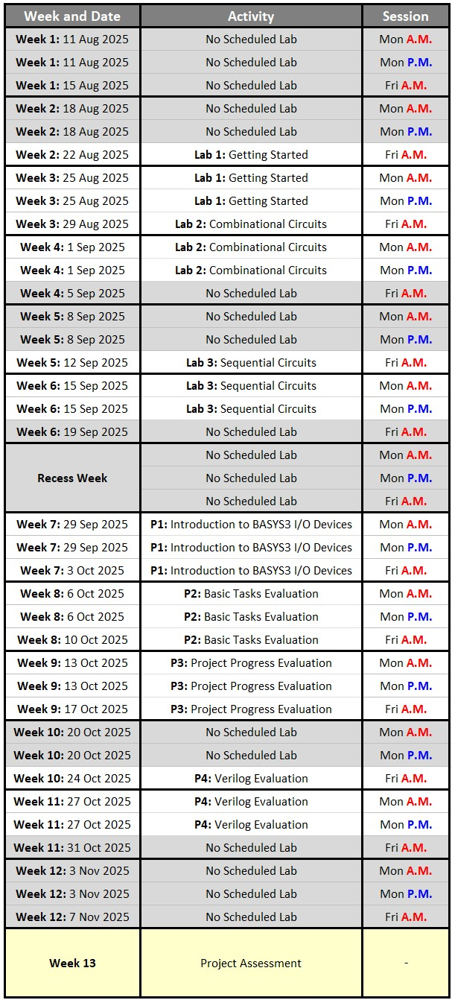 Week and Date Activity Session
Week 1: 11 Aug 2025 No Scheduled Lab Mon A.M.
Week 1: 11 Aug 2025 No Scheduled Lab Mon P.M.
Week 1: 15 Aug 2025 No Scheduled Lab Fri A.M.
Week 2: 18 Aug 2025 No Scheduled Lab Mon A.M.
Week 2: 18 Aug 2025 No Scheduled Lab Mon P.M.
Week 2: 22 Aug 2025 Lab 1: Getting Started Fri A.M.
Week 3: 25 Aug 2025 Lab 1: Getting Started Mon A.M.
Week 3: 25 Aug 2025 Lab 1: Getting Started Mon P.M.
Week 3: 29 Aug 2025 Lab 2: Combinational Circuits Fri A.M.
Week 4: 1 Sep 2025 Lab 2: Combinational Circuits Mon A.M.
Week 4: 1 Sep 2025 Lab 2: Combinational Circuits Mon P.M.
Week 4: 5 Sep 2025 No Scheduled Lab Fri A.M.
Week 5: 8 Sep 2025 No Scheduled Lab Mon A.M.
Week 5: 8 Sep 2025 No Scheduled Lab Mon P.M.
Week 5: 12 Sep 2025 Lab 3: Sequential Circuits Fri A.M.
Week 6: 15 Sep 2025 Lab 3: Sequential Circuits Mon A.M.
Week 6: 15 Sep 2025 Lab 3: Sequential Circuits Mon P.M.
Week 6: 19 Sep 2025 No Scheduled Lab Fri A.M.
No Scheduled Lab Mon A.M.
Recess Week No Scheduled Lab Mon P.M.
No Scheduled Lab Fri A.M.
Week 7: 29 Sep 2025 P1: Introduction to BASYS3 I/O Devices Mon A.M.
Week 7: 29 Sep 2025 P1: Introduction to BASYS3 I/O Devices Mon P.M.
Week 7: 3 Oct 2025 P1: Introduction to BASYS3 I/O Devices Fri A.M.
Week 8: 6 Oct 2025 P2: Basic Tasks Evaluation Mon A.M.
Week 8: 6 Oct 2025 P2: Basic Tasks Evaluation Mon P.M.
Week 8: 10 Oct 2025 P2: Basic Tasks Evaluation Fri A.M.
Week 9: 13 Oct 2025 P3: Project Progress Evaluation Mon A.M.
Week 9: 13 Oct 2025 P3: Project Progress Evaluation Mon P.M.
Week 9: 17 Oct 2025 P3: Project Progress Evaluation Fri A.M.
Week 10: 20 Oct 2025 No Scheduled Lab Mon A.M.
Week 10: 20 Oct 2025 No Scheduled Lab Mon P.M.
Week 10: 24 Oct 2025 P4: Verilog Evaluation Fri A.M.
Week 11: 27 Oct 2025 P4: Verilog Evaluation Mon A.M.
Week 11: 27 Oct 2025 P4: Verilog Evaluation Mon P.M.
Week 11: 31 Oct 2025 No Scheduled Lab Fri A.M.
Week 12: 3 Nov 2025 No Scheduled Lab Mon A.M.
Week 12: 3 Nov 2025 No Scheduled Lab Mon P.M.
Week 12: 7 Nov 2025 No Scheduled Lab Fri A.M.
Week 13 Project Assessment -